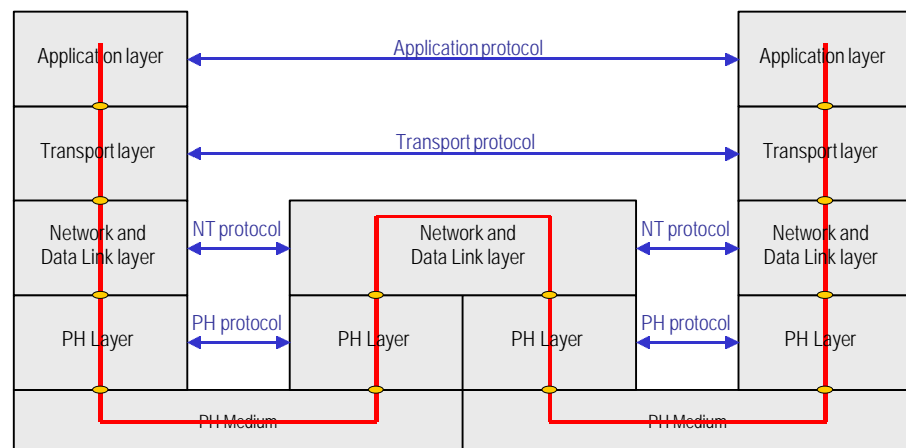 Application layer
Application protocol
Application layer
Transport layer
Transport protocol
Transport layer
Network and
Data Link layer
NT protocol
Network and
Data Link layer
NT protocol
Network and
Data Link layer
PH Layer
PH protocol
PH Layer
PH Layer
PH protocol
PH Layer
PH Medium
PH Medium